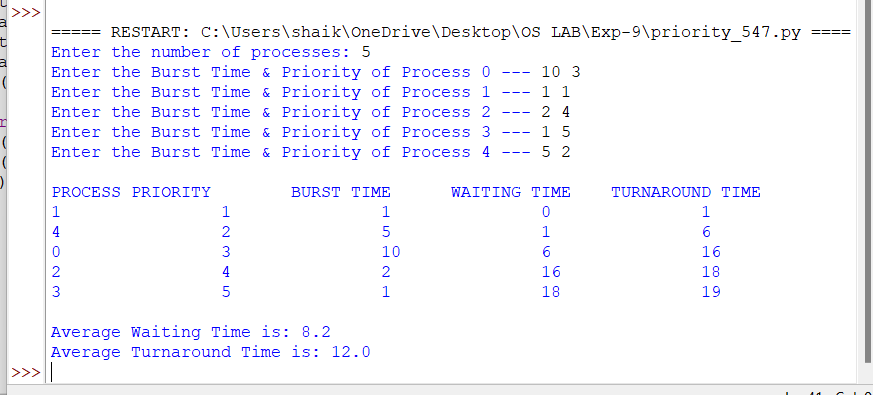 >>>
===== RESTART: C:\Users\shaik\OneDrive\Desktop\OS LAB\Exp-9\priority_547.py ====
Enter the number of processes: 5
Enter the Burst Time & Priority of Process 0 --- 10 3
Enter the Burst Time & Priority of Process 1 --- 1 1
Enter the Burst Time & Priority of Process 2 --- 2 4
Enter the Burst Time & Priority of Process 3 --- 1 5
Enter the Burst Time & Priority of Process 4 --- 5 2
PROCESS PRIORITY BURST TIME WAITING TIME TURNAROUND TIME
1 1 1 0 1
4 2 5 1 6
0 3 10 6 16
2 4 2 16 18
3 5 1 18 19
Average Waiting Time is: 8.2
Average Turnaround Time is: 12.0
>>>